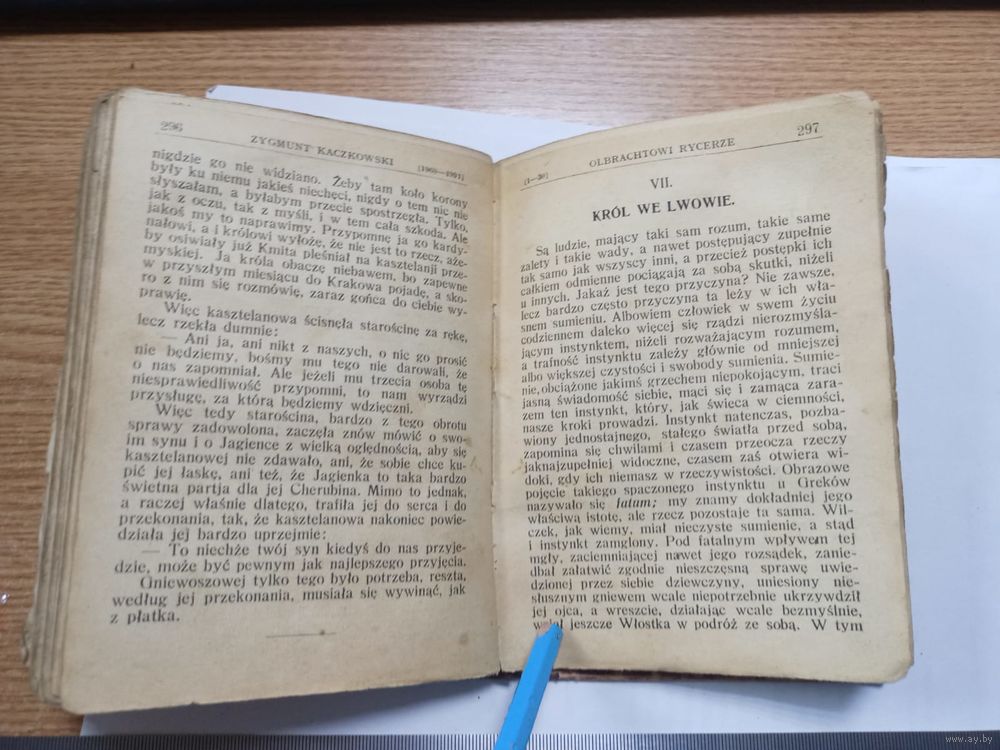 296
ZYGMUNT KACZKOWSKI
nigdzie go nie widziano. Żeby tam koło korony
były ku niemu jakieś niechęci, nigdy o tem nic nie
słyszałam, a byłabym przecie spostrzegła. Tylko,
jak z oczu, tak z myśli, i w tem cała szkoda. Ale
jakoś my to naprawimy. Przypomnę ja go kardy-
nałowi, a i królowi wyłożę, że nie jest to rzecz, aże-
by osiwiały już Kmita pleśniał na kasztelanji prze-
myskiej. Ja króla obaczę niebawem, bo zapewne
w przyszłym miesiącu do Krakowa pojadę, a sko-
ro z nim się rozmówię, zaraz gońca do ciebie wy-
prawię.
Więc kasztelanowa ścisnęła starościnę za rękę,
lecz rzekła dumnie:
— Ani ja, ani nikt z naszych, o nic go prosić
nie będziemy, bośmy mu tego nie darowali, że
o nas zapomniał. Ale jeżeli mu trzecia osoba tę
niesprawiedliwość przypomni, to nam wyrządzi
przysługę, za którą będziemy wdzięczni.
Więc tedy starościna, bardzo z tego obrotu
sprawy zadowolona, zaczęła znów mówić o swo-
im synu i o Jagience z wielką oględnością, aby się
kasztelanowej nie zdawało, ani, że sobie chce ku-
pić jej łaskę, ani też, że Jagienka to taka bardzo
świetna partja dla jej Cherubina. Mimo to jednak,
a raczej właśnie dlatego, trafiła jej do serca i do
przekonania, tak, że kasztelanowa nakoniec powie-
działa jej bardzo uprzejmie:
— To niechże twój syn kiedyś do nas przyje-
dzie, może być pewnym jak najlepszego przyjęcia.
Gniewoszowej tylko tego było potrzeba, reszta,
według jej przekonania, musiała się wywinąć, jak
z płatka.
297
OLBRACHTOWI RYCERZE
[1—30]
VII.
KRÓL WE LWOWIE.
Są ludzie, mający taki sam rozum, takie same
zalety i takie wady, a nawet postępujący zupełnie
tak samo jak wszyscy inni, a przecież postępki ich
całkiem odmienne pociągają za sobą skutki, niżeli
u innych. Jakaż jest tego przyczyna? Nie zawsze,
lecz bardzo często przyczyna ta leży w ich wła-
snem sumieniu. Albowiem człowiek w swem życiu
codziennem daleko więcej się rządzi nierozmyśla-
jącym instynktem, niżeli rozważającym rozumem,
a trafność instynktu zależy głównie od mniejszej
albo większej czystości i swobody sumienia. Sumie-
nie, obciążone jakimś grzechem niepokojącym, traci
jasną świadomość siebie, mąci się i zamąca zara-
zem ten instynkt, który, jak świeca w ciemności,
nasze kroki prowadzi. Instynkt natenczas, pozba-
wiony jednostajnego, stałego światła przed sobą,
zapomina się chwilami i czasem przeocza rzeczy
jaknajzupełniej widoczne, czasem zaś otwiera wi-
doki, gdy ich niemasz w rzeczywistości. Obrazowe
pojęcie takiego spaczonego instynktu u Greków
nazywało się fatum; my znamy dokładniej jego
właściwą istotę, ale rzecz pozostaje ta sama. Wil-
czek, jak wiemy, miał nieczyste sumienie, a stąd
i instynkt zamglony. Pod fatalnym wpływem tej
mgły, zaciemniającej nawet jego rozsądek, zanie-
dbał załatwić zgodnie nieszczęsną sprawę uwie-
dzionej przez siebie dziewczyny, uniesiony nie-
słusznym gniewem wcale niepotrzebnie ukrzywdził
jej ojca, a wreszcie, działając wcale bezmyślnie,
jeszcze Włostka w podróż ze sobą. W tym
www.ay.by